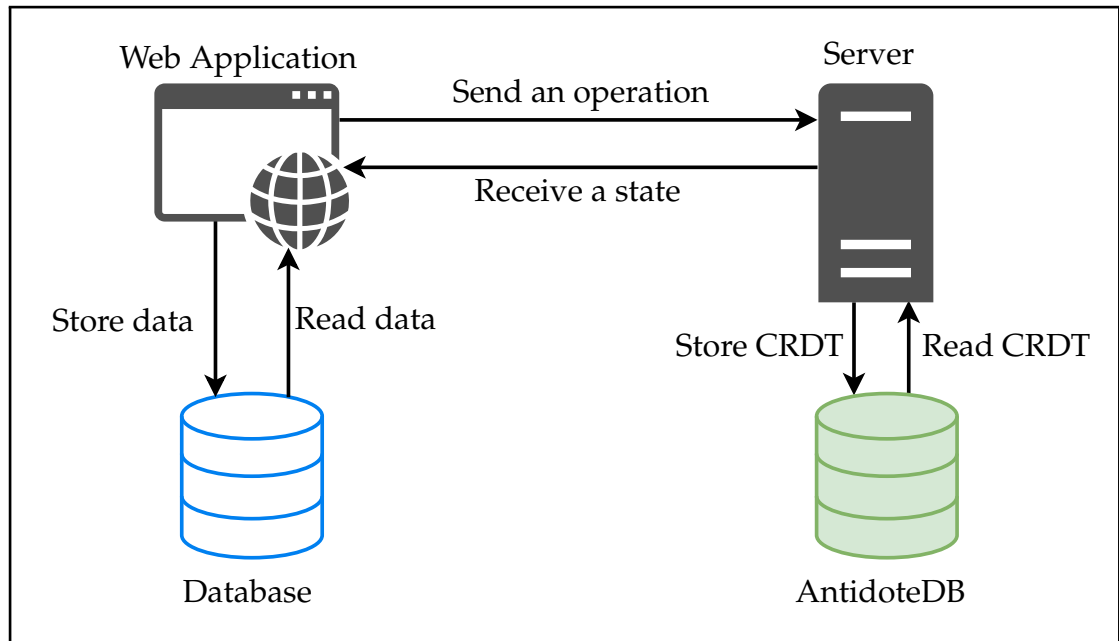 Web Application
Server
Send an operation
Receive a state
Store data
Read data
Store CRDT
Read CRDT
Database
AntidoteDB